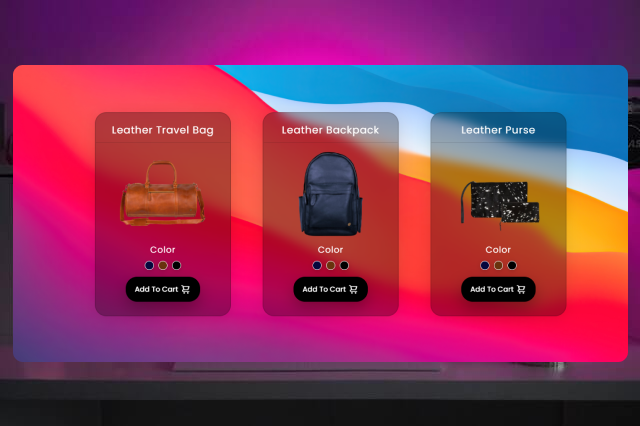 Leather Travel Bag
Color
Add To Cart
Leather Backpack
Color
Add To Cart
Leather Purse
Color
Add To Cart